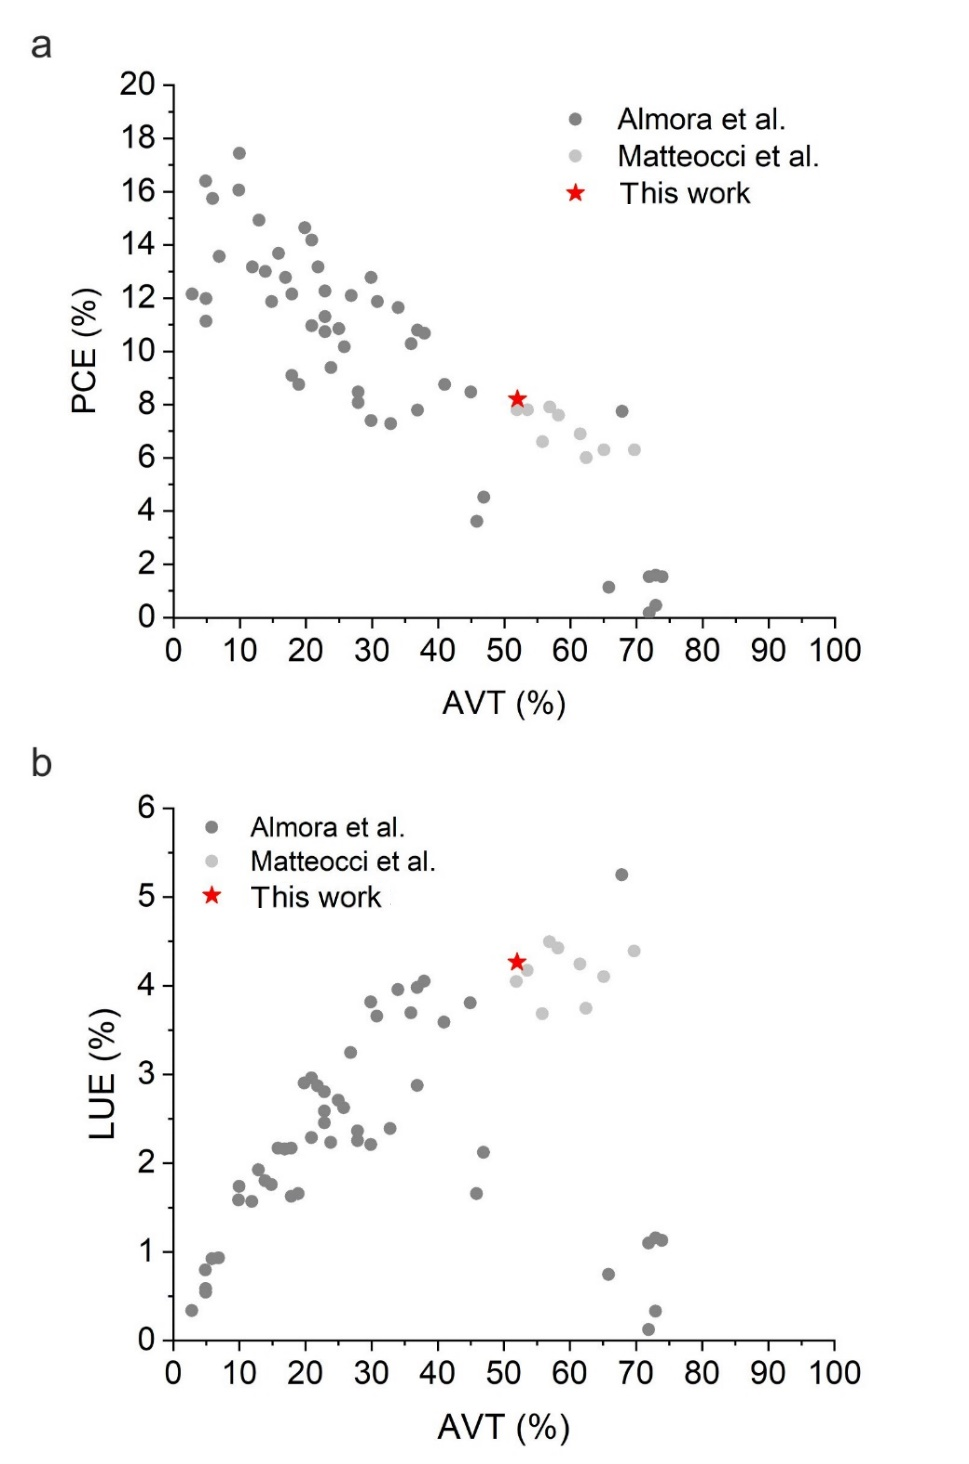 a
20
18
16
14
12
10
8
6
4
2
0
PCE (%)
Almora et al.
Matteocci et al.
This work
0 10 20 30 40 50 60 70 80 90 100
AVT (%)
b
6
5
4
3
2
1
0
LUE (%)
Almora et al.
Matteocci et al.
This work
0 10 20 30 40 50 60 70 80 90 100
AVT (%)